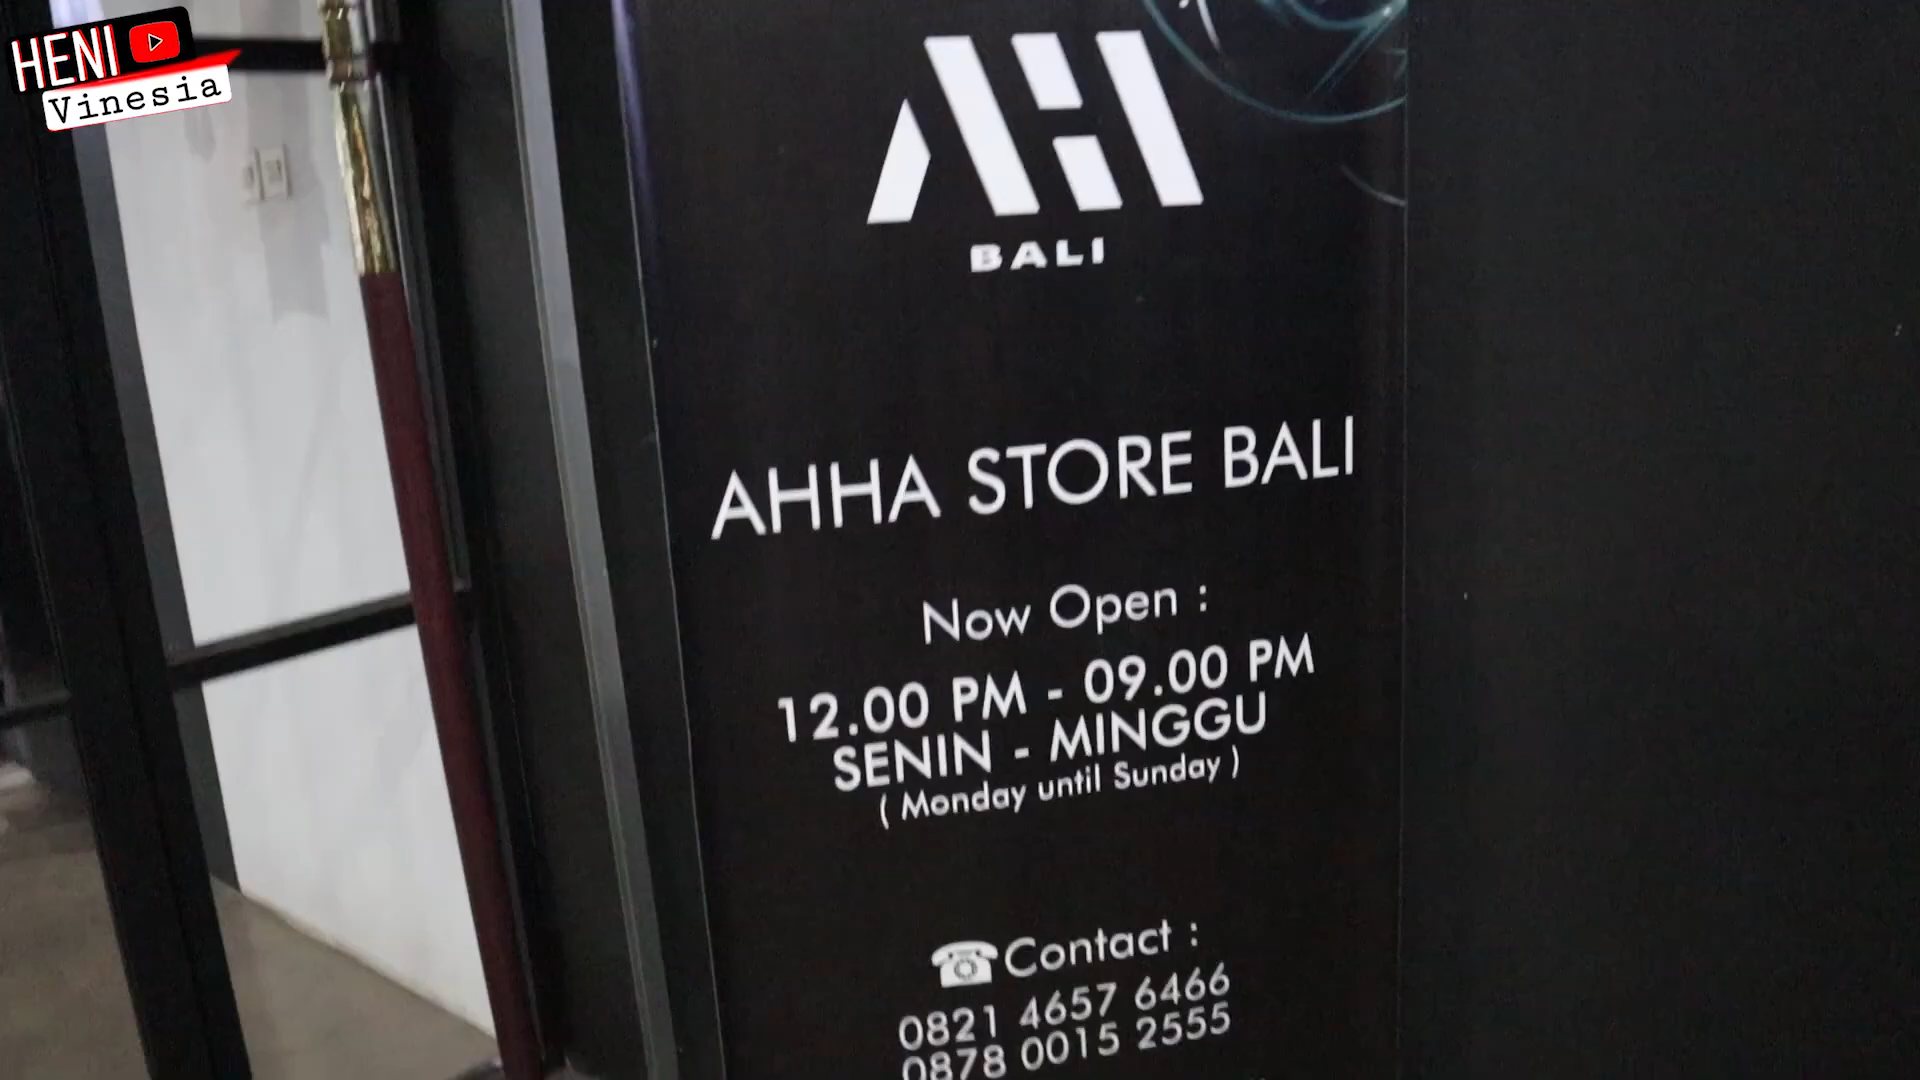 HENI
Vinesia
AHHA
BALI
AHHA STORE BALI
Now Open :
12.00 PM - 09.00 PM
SENIN - MINGGU
( Monday until Sunday )
☎Contact :
0821 4657 6466
0878 0015 2555